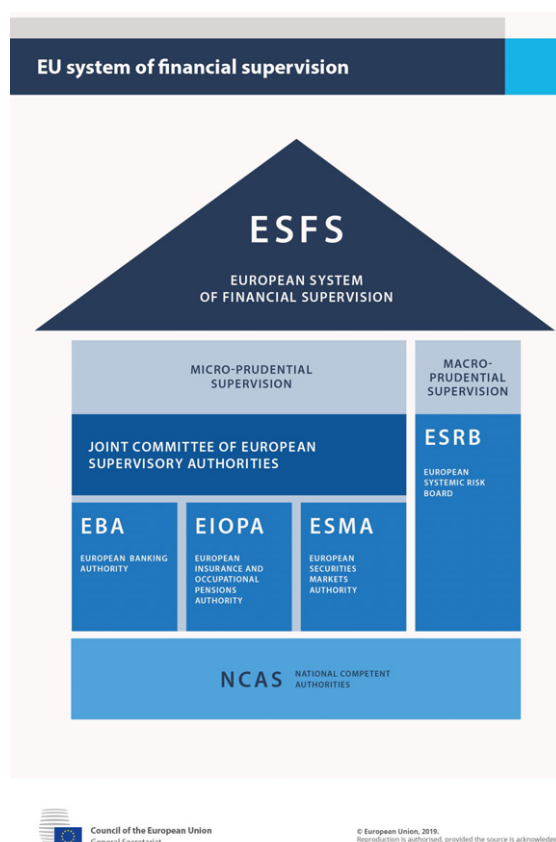 EU system of financial supervision
ESFS
EUROPEAN SYSTEM
OF FINANCIAL SUPERVISION
MICRO-PRUDENTIAL
SUPERVISION
MACRO-
PRUDENTIAL
SUPERVISION
JOINT COMMITTEE OF EUROPEAN
SUPERVISORY AUTHORITIES
ESRB
EUROPEAN
SYSTEMIC RISK
BOARD
EBA
EUROPEAN BANKING
AUTHORITY
EIOPA
EUROPEAN
INSURANCE AND
OCCUPATIONAL
PENSIONS
AUTHORITY
ESMA
EUROPEAN
SECURITIES
MARKETS
AUTHORITY
NCAS
NATIONAL COMPETENT
AUTHORITIES
Council of the European Union
General Secretariat
© European Union, 2019.
Reproduction is authorised, provided the source is acknowledged